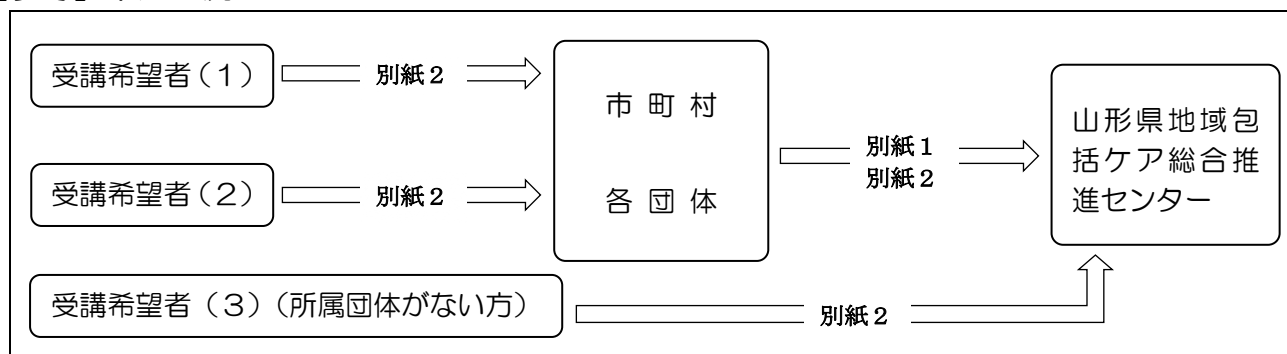 受講希望者（１）
別紙２
市 町 村
各 団 体
受講希望者（２）
別紙２
別紙１
別紙２
山形県地域包
括ケア総合推
進センター
受講希望者（３）（所属団体がない方）
別紙２